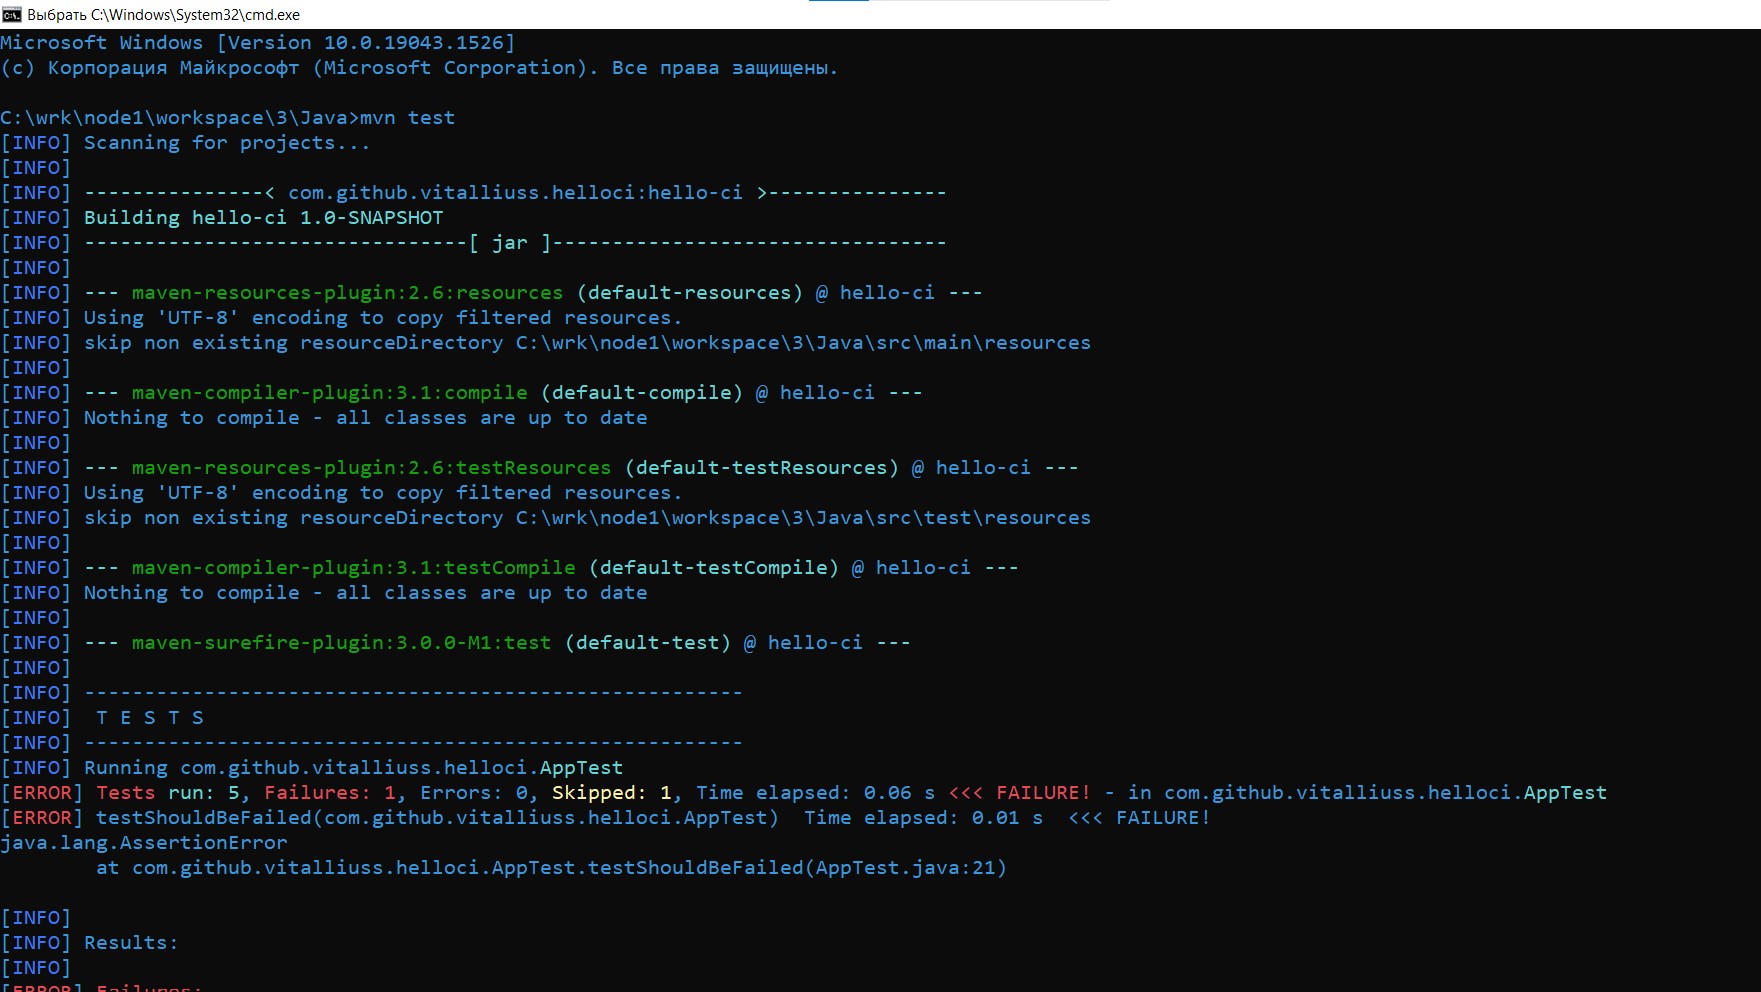 Выбрать C:\Windows\System32\cmd.exe
Microsoft Windows [Version 10.0.19043.1526]
(c) Корпорация Майкрософт (Microsoft Corporation). Все права защищены.
C:\wrk\node1\workspace\3\Java>mvn test
[INFO] Scanning for projects...
[INFO]
[INFO] ---------------< com.github.vitalliuss.helloci:hello-ci >---------------
[INFO] Building hello-ci 1.0-SNAPSHOT
[INFO] --------------------------------[ jar ]---------------------------------
[INFO]
[INFO] --- maven-resources-plugin:2.6:resources (default-resources) @ hello-ci ---
[INFO] Using 'UTF-8' encoding to copy filtered resources.
[INFO] skip non existing resourceDirectory C:\wrk\node1\workspace\3\Java\src\main\resources
[INFO]
[INFO] --- maven-compiler-plugin:3.1:compile (default-compile) @ hello-ci ---
[INFO] Nothing to compile - all classes are up to date
[INFO]
[INFO] --- maven-resources-plugin:2.6:testResources (default-testResources) @ hello-ci ---
[INFO] Using 'UTF-8' encoding to copy filtered resources.
[INFO] skip non existing resourceDirectory C:\wrk\node1\workspace\3\Java\src\test\resources
[INFO]
[INFO] --- maven-compiler-plugin:3.1:testCompile (default-testCompile) @ hello-ci ---
[INFO] Nothing to compile - all classes are up to date
[INFO]
[INFO] --- maven-surefire-plugin:3.0.0-M1:test (default-test) @ hello-ci ---
[INFO]
[INFO] -------------------------------------------------------
[INFO]  T E S T S
[INFO] -------------------------------------------------------
[INFO] Running com.github.vitalliuss.helloci.AppTest
[ERROR] Tests run: 5, Failures: 1, Errors: 0, Skipped: 1, Time elapsed: 0.06 s <<< FAILURE! - in com.github.vitalliuss.helloci.AppTest
[ERROR] testShouldBeFailed(com.github.vitalliuss.helloci.AppTest)  Time elapsed: 0.01 s  <<< FAILURE!
java.lang.AssertionError
        at com.github.vitalliuss.helloci.AppTest.testShouldBeFailed(AppTest.java:21)
[INFO]
[INFO] Results:
[INFO]
[ERROR] Failures: